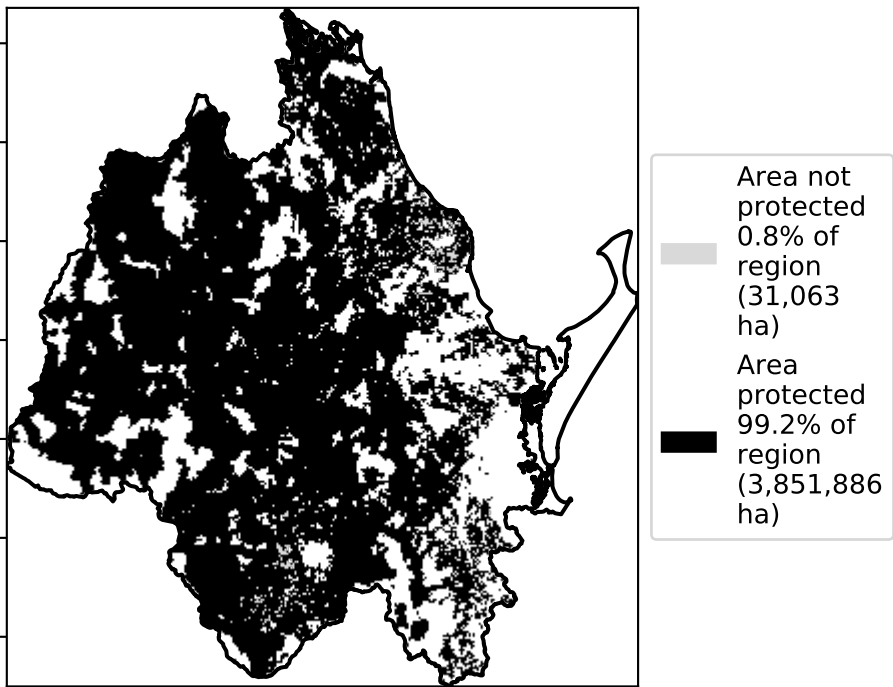 Area not
protected
0.8% of
region
(31,063
ha)
Area
protected
99.2% of
region
(3,851,886
ha)